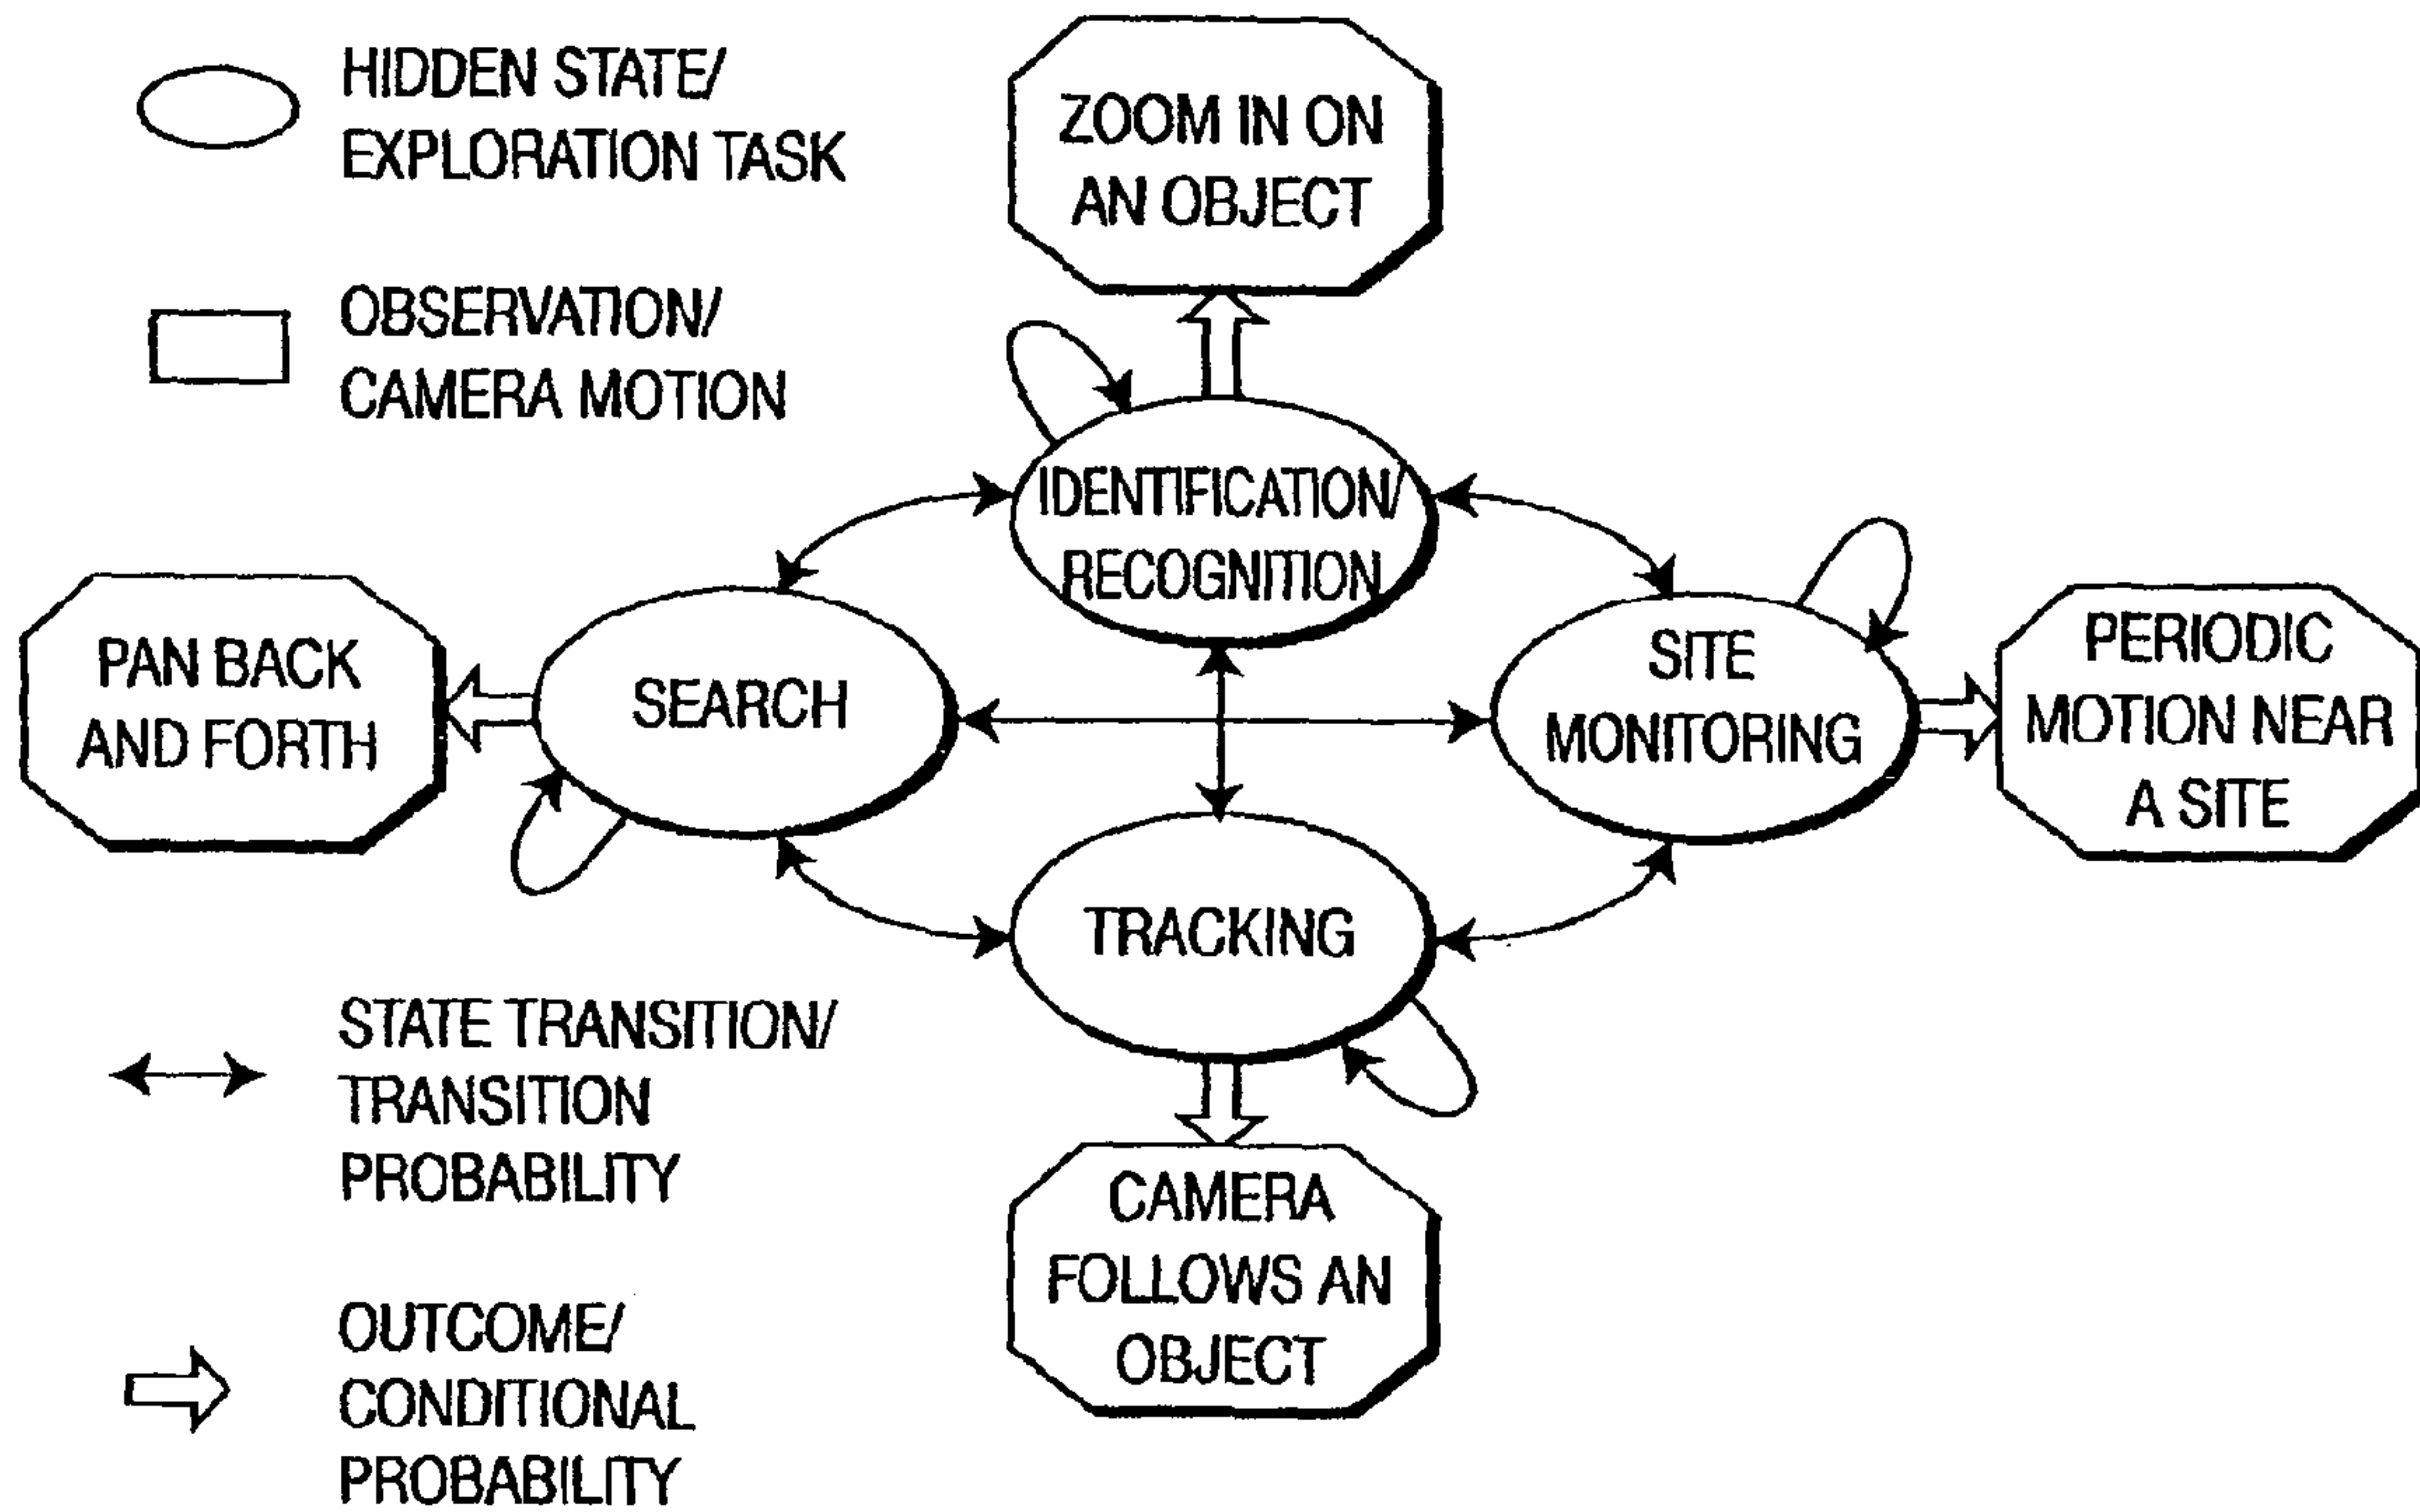 HIDDEN STATE/
EXPLORATION TASK
OBSERVATION/
CAMERA MOTION
ZOOM IN ON
AN OBJECT
IDENTIFICATION/
RECOGNITION
PAN BACK
AND FORTH
SEARCH
SITE
MONITORING
PERIODIC
MOTION NEAR
A SITE
TRACKING
STATE TRANSITION/
TRANSITION
PROBABILITY
CAMERA
FOLLOWS AN
OBJECT
OUTCOME/
CONDITIONAL
PROBABILITY